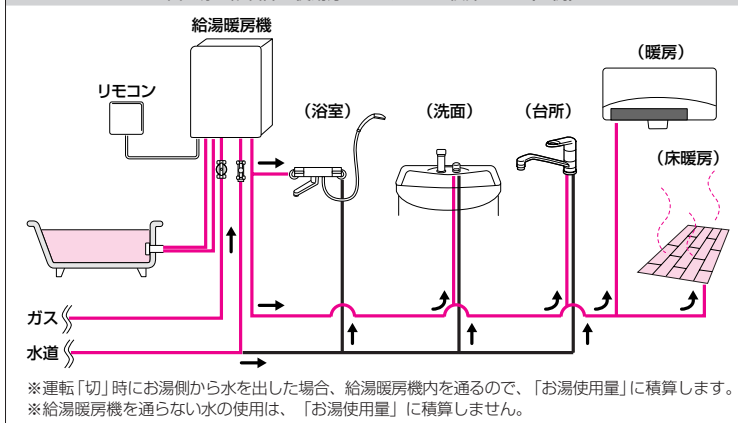 給湯暖房機
リモコン
（浴室）
（洗面）
（台所）
（暖房）
（床暖房）
ガス
水道
※運転「切」時にお湯側から水を出した場合、給湯暖房機内を通るので、「お湯使用量」に積算します。
※給湯暖房機を通らない水の使用は、「お湯使用量」に積算しません。